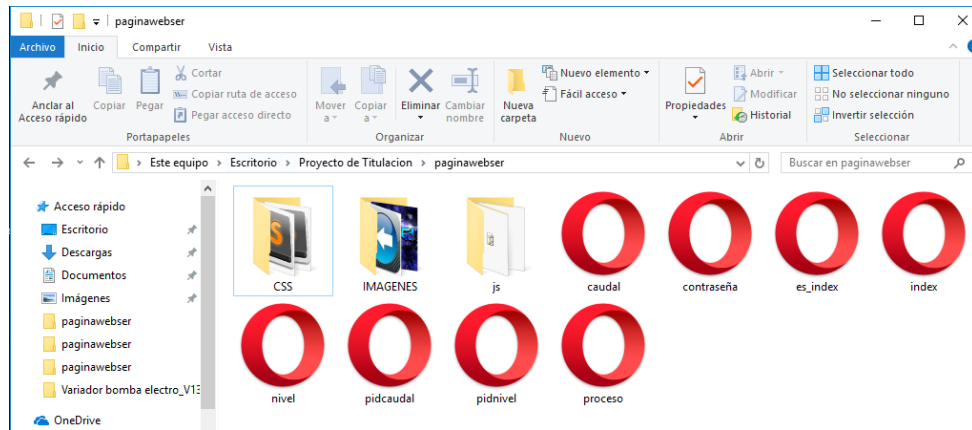 paginawebser
Archivo Inicio Compartir Vista
Anclar al Acceso rápido
Copiar
Pegar
Cortar
Copiar ruta de acceso
Pegar acceso directo
Portapapeles
Mover a
Copiar a
Eliminar
Cambiar nombre
Organizar
Nueva carpeta
Nuevo elemento
Fácil acceso
Nuevo
Propiedades
Abrir
Modificar
Historial
Abrir
Seleccionar todo
No seleccionar ninguno
Invertir selección
Seleccionar
Este equipo > Escritorio > Proyecto de Titulacion > paginawebser
Buscar en paginawebser
Acceso rápido
Escritorio
Descargas
Documentos
Imágenes
paginawebser
paginawebser
paginawebser
Variador bomba electro_V13
OneDrive
CSS IMAGENES js caudal contraseña es_index index
nivel pidcaudal pidnivel proceso